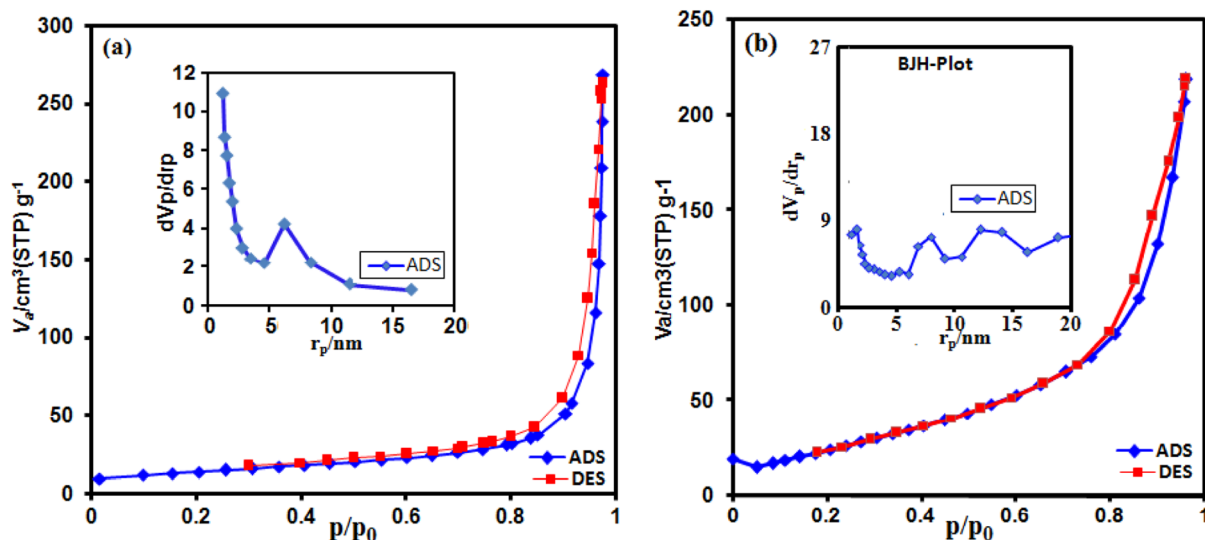 (a)
300
250
200
150
100
50
0
Va/cm³(STP) g-1
0 0.2 0.4 0.6 0.8 1
p/p0
ADS
DES
12
10
8
6
4
2
0
dVp/drp
0 5 10 15 20
rp/nm
ADS
(b)
250
200
150
100
50
0
Va/cm3(STP) g-1
0 0.2 0.4 0.6 0.8 1
p/p0
ADS
DES
BJH-Plot
27
18
9
0
dVp/drp
0 5 10 15 20
rp/nm
ADS